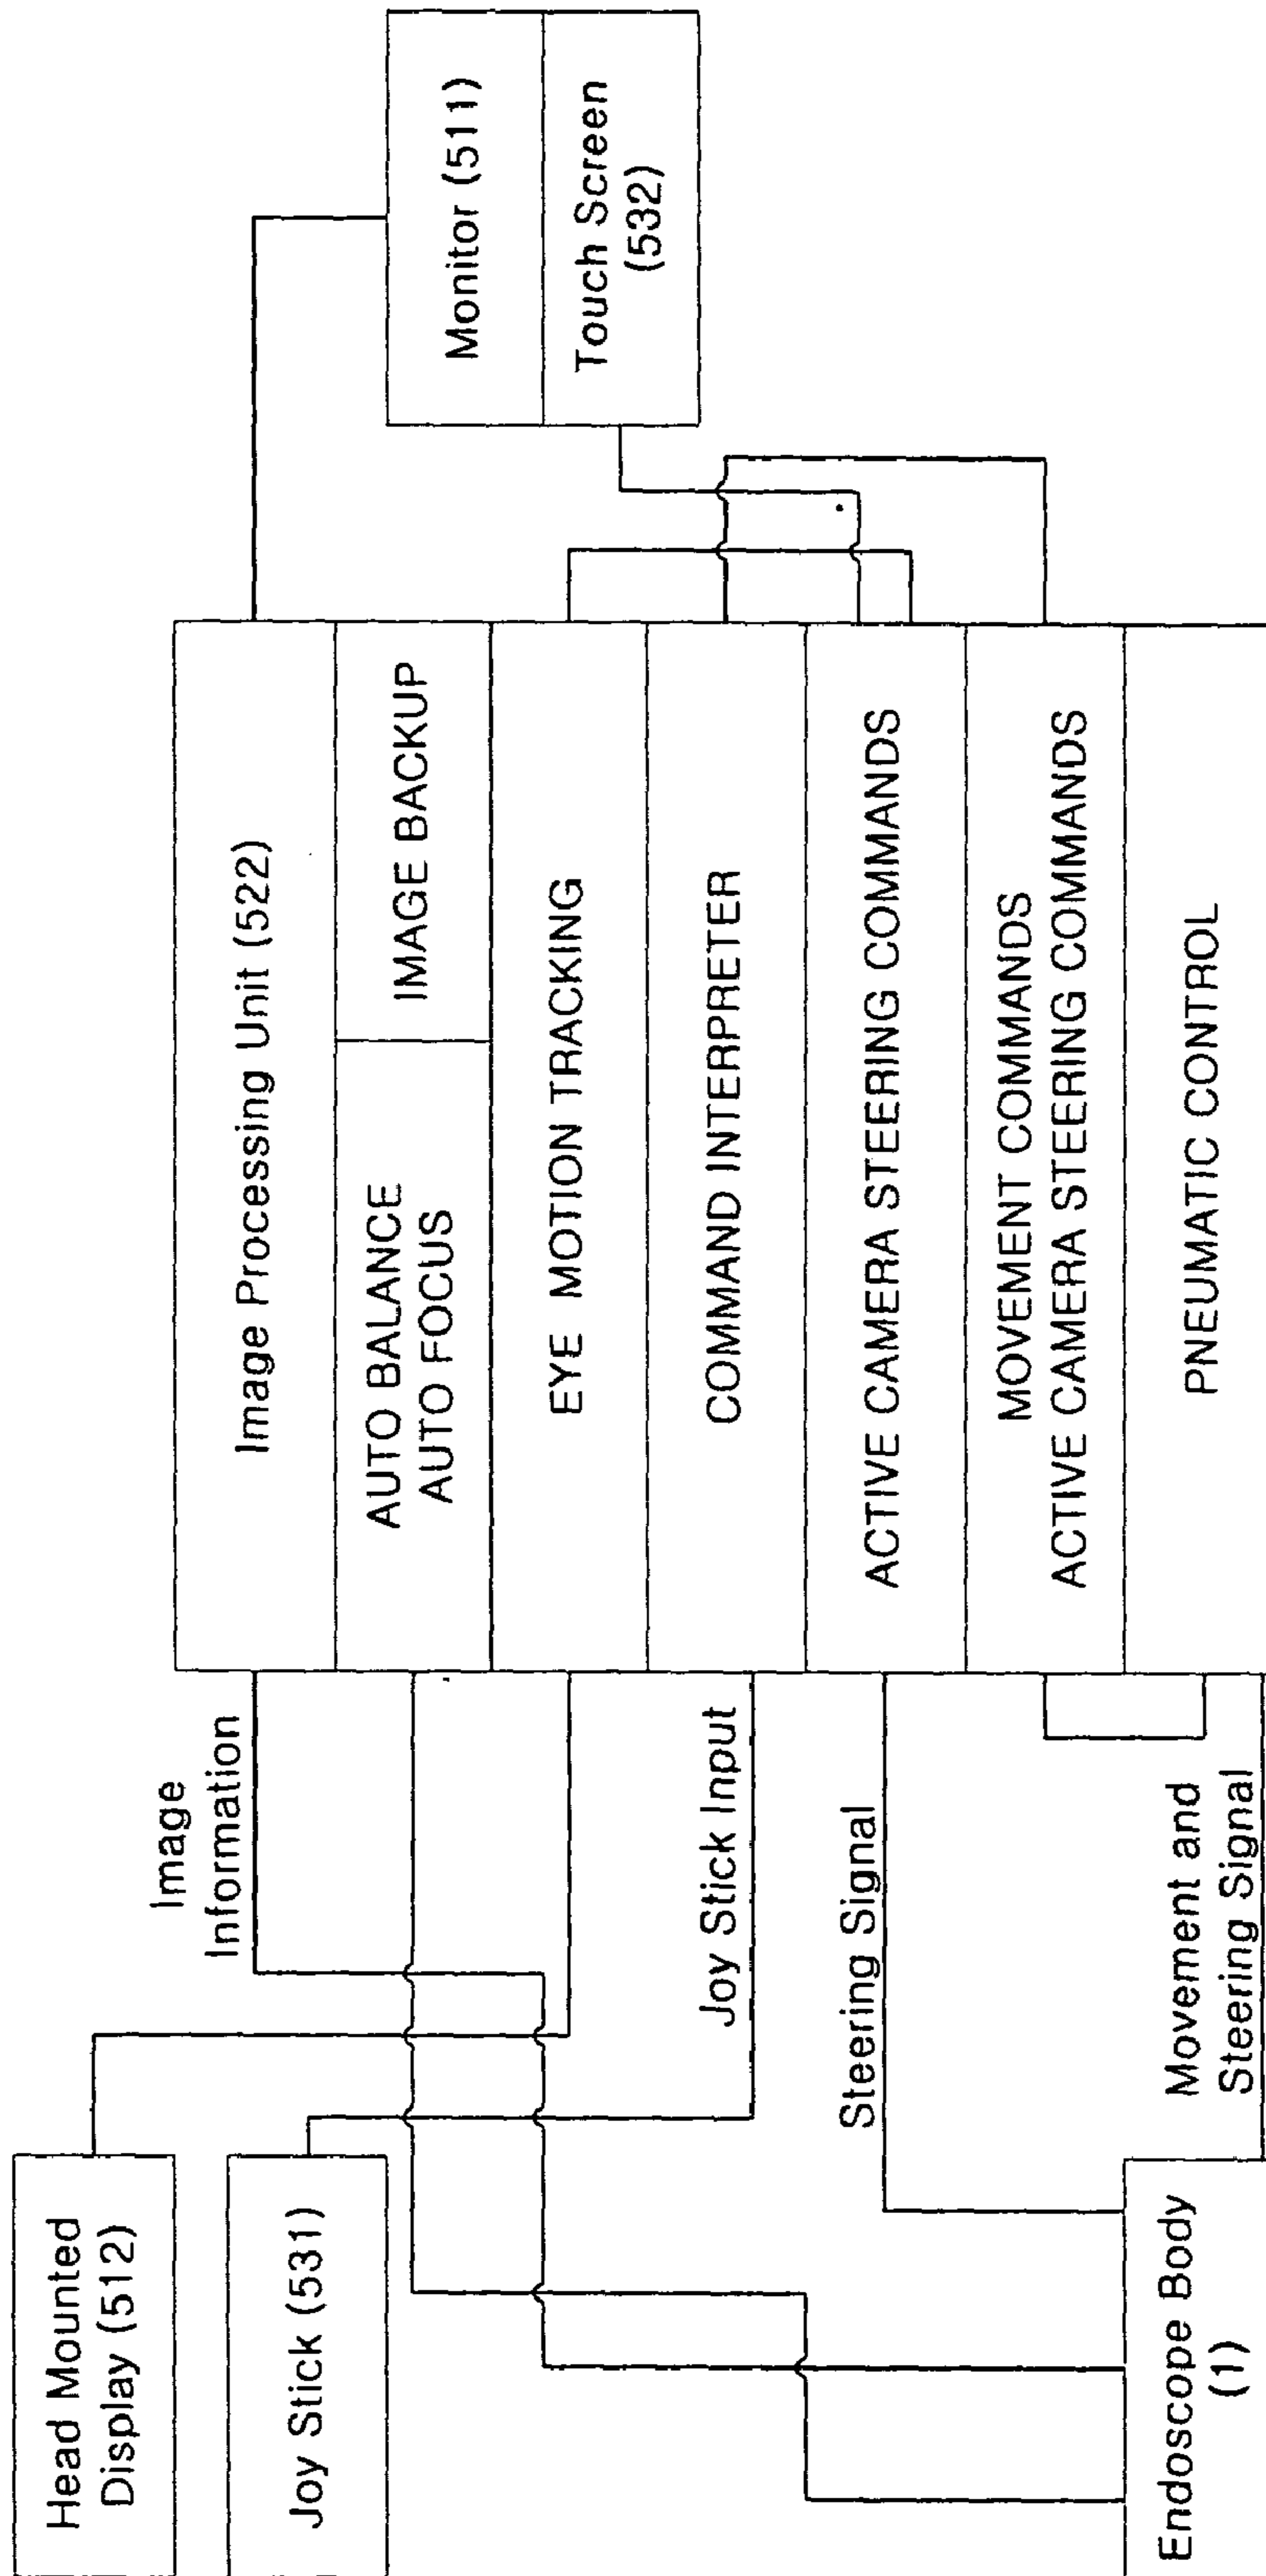 Head Mounted
Display (512)
Joy Stick (531)
Endoscope Body
(1)
Image
Information
Joy Stick Input
Steering Signal
Movement and
Steering Signal
Image Processing Unit (522)
AUTO BALANCE
AUTO FOCUS
IMAGE BACKUP
EYE MOTION TRACKING
COMMAND INTERPRETER
ACTIVE CAMERA STEERING COMMANDS
MOVEMENT COMMANDS
ACTIVE CAMERA STEERING COMMANDS
PNEUMATIC CONTROL
Monitor (511)
Touch Screen
(532)